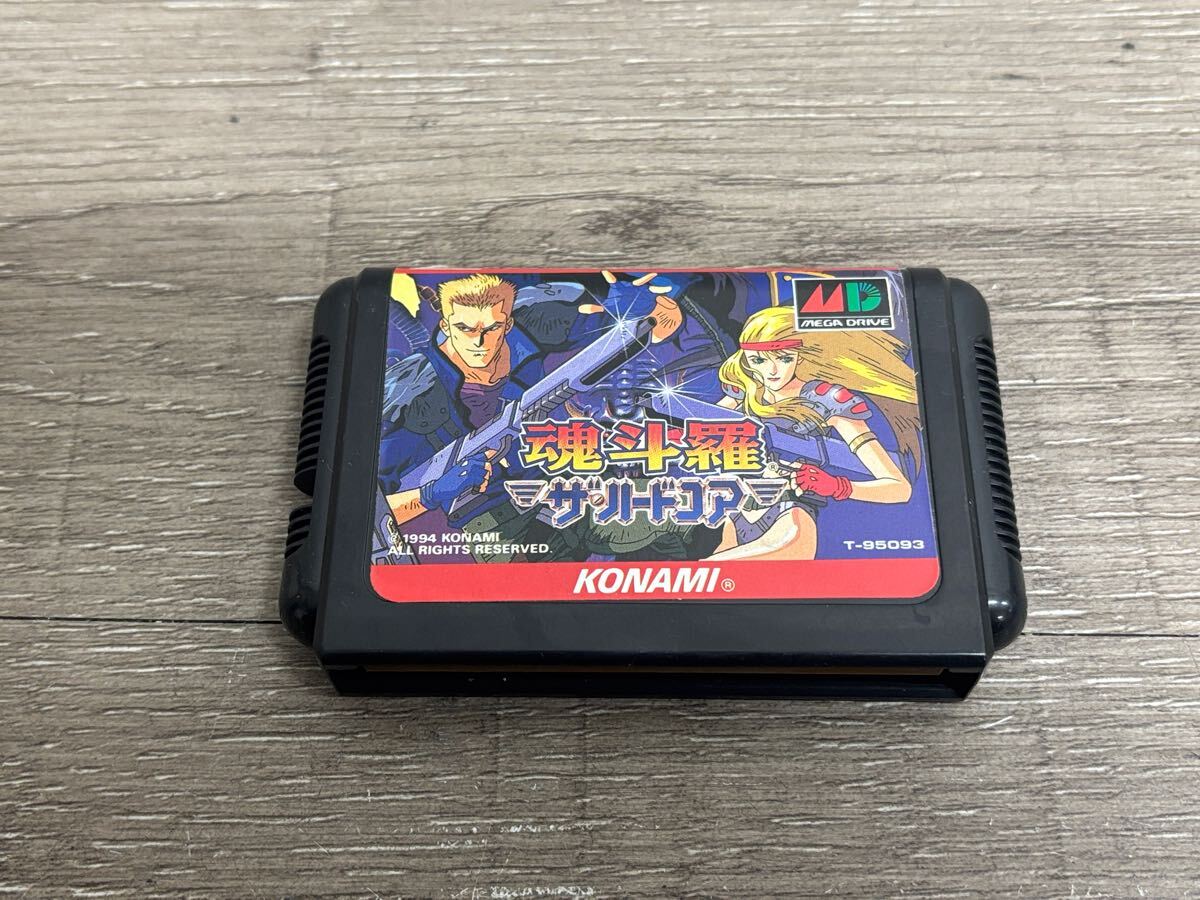 MD
MEGA DRIVE
魂斗羅®
ザ・ハードコア
© 1994 KONAMI
ALL RIGHTS RESERVED.
T-95093
KONAMI®